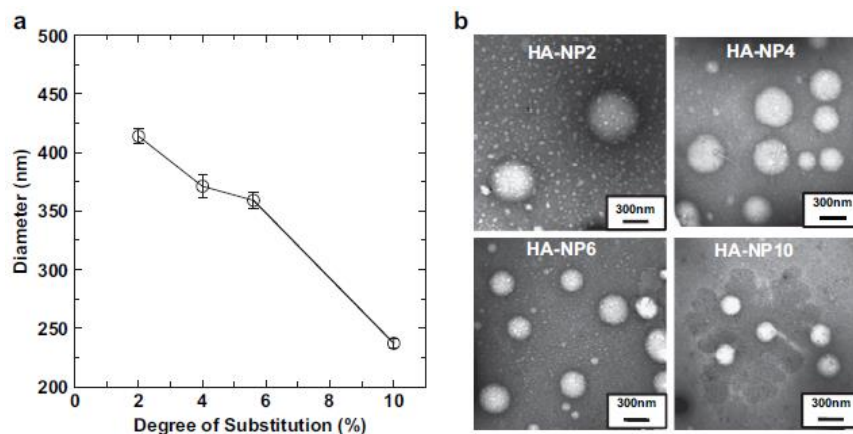 a
500
450
400
350
300
250
200
0
2
4
6
8
10
Diameter (nm)
Degree of Substitution (%)
b
HA-NP2
300nm
HA-NP4
300nm
HA-NP6
300nm
HA-NP10
300nm